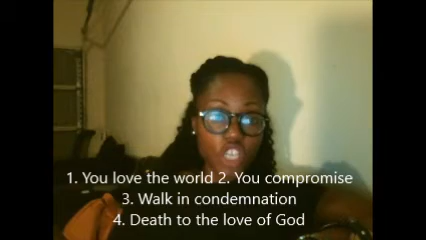 1. You love the world 2. You compromise
3. Walk in condemnation
4. Death to the love of God